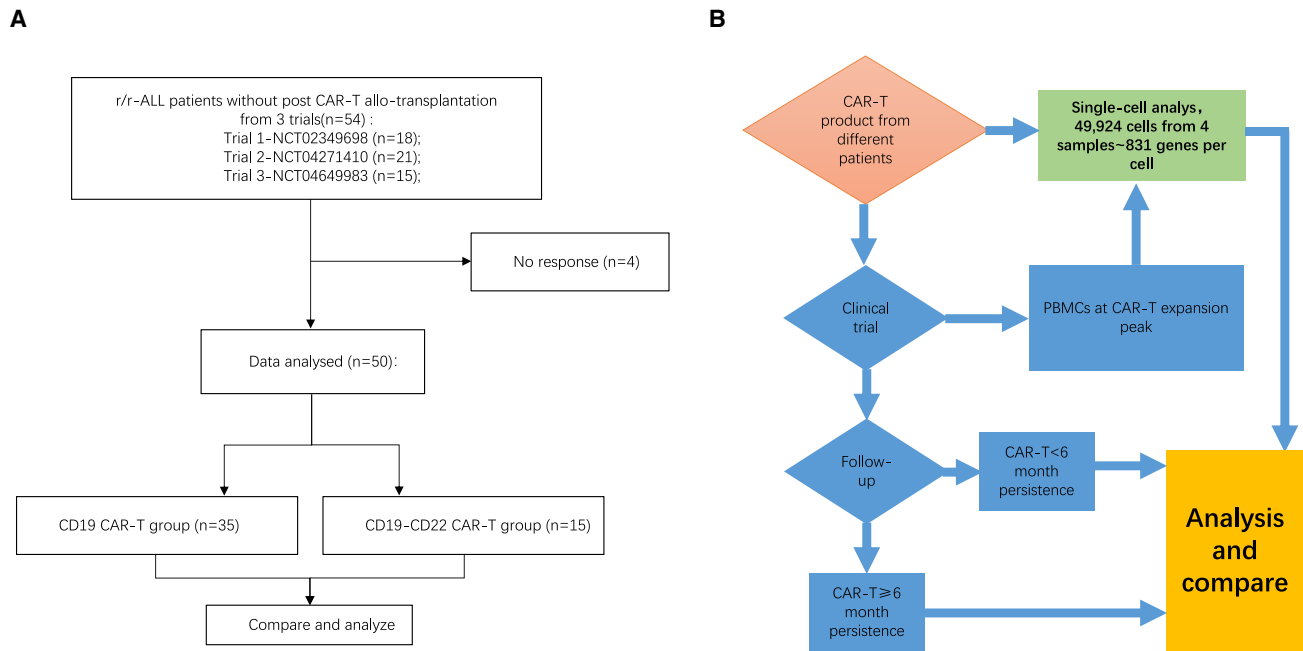 A
r/r-ALL patients without post CAR-T allo-transplantation
from 3 trials(n=54) :
Trial 1-NCT02349698 (n=18);
Trial 2-NCT04271410 (n=21);
Trial 3-NCT04649983 (n=15);
No response (n=4)
Data analysed (n=50):
CD19 CAR-T group (n=35)
CD19-CD22 CAR-T group (n=15)
Compare and analyze
B
CAR-T
product from
different
patients
Single-cell analys,
49,924 cells from 4
samples~831 genes per
cell
Clinical
trial
PBMCs at CAR-T expansion
peak
Follow-
up
CAR-T<6
month
persistence
CAR-T≥6
month
persistence
Analysis
and
compare